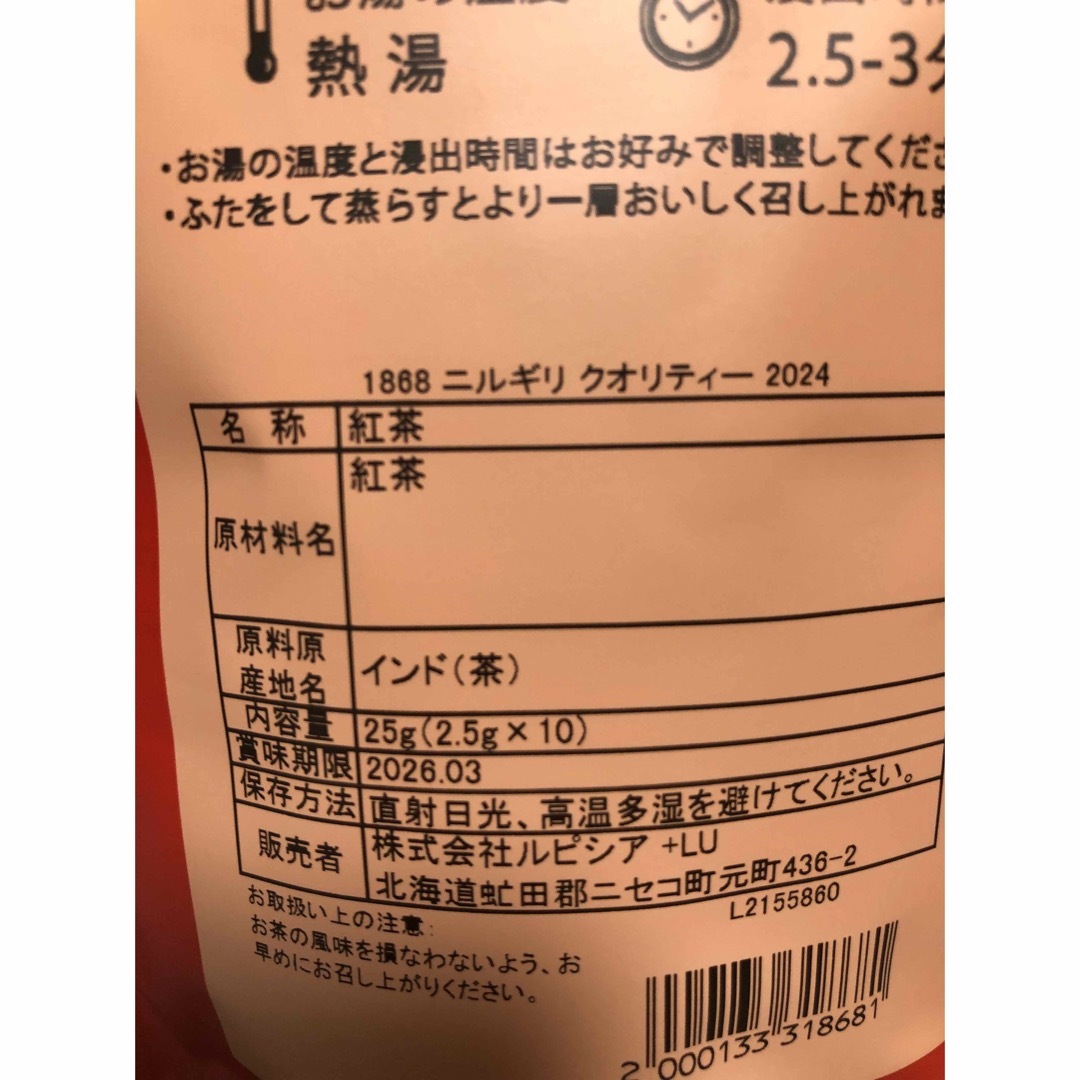 熱湯
2.5-3分
・お湯の温度と浸出時間はお好みで調整してくださ
・ふたをして蒸らすとより一層おいしく召し上がれま
1868 ニルギリ クオリティー 2024
名 称 紅茶
原材料名 紅茶
原料原
産地名 インド(茶)
内容量 25g(2.5g×10)
賞味期限 2026.03
保存方法 直射日光、高温多湿を避けてください。
販売者 株式会社ルピシア +LU
北海道虻田郡ニセコ町元町436-2
L2155860
お取扱い上の注意:
お茶の風味を損なわないよう、お
早めにお召し上がりください。
2 000133 318681